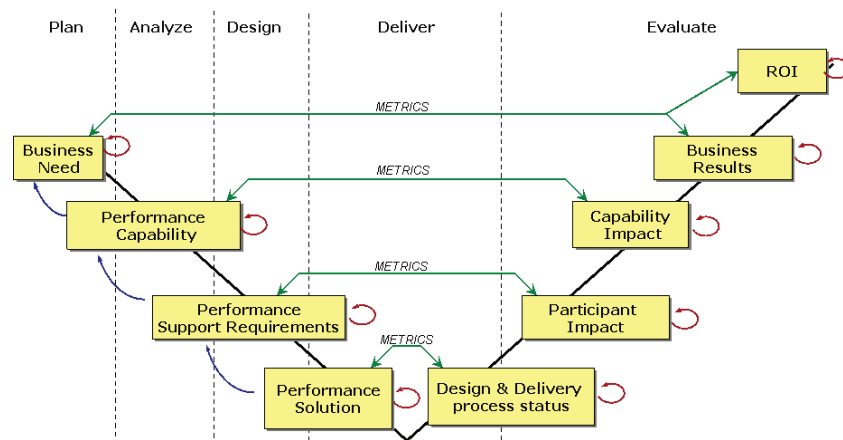 Plan
Analyze
Design
Deliver
Evaluate
ROI
METRICS
Business
Need
Business
Results
METRICS
Performance
Capability
Capability
Impact
METRICS
Performance
Support Requirements
Participant
Impact
METRICS
Performance
Solution
Design & Delivery
process status